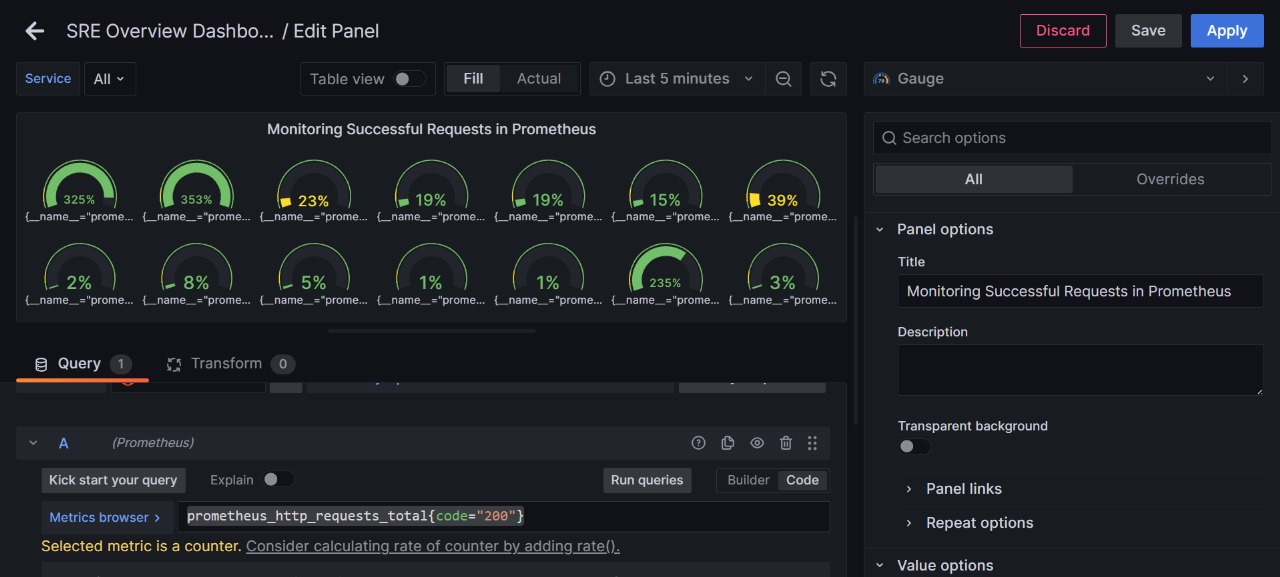 SRE Overview Dashbo... / Edit Panel
Discard
Save
Apply
Service
All
Table view
Fill
Actual
Last 5 minutes
Gauge
Monitoring Successful Requests in Prometheus
325%
353%
23%
19%
19%
15%
39%
{__name__="prome...
{__name__="prome...
{__name__="prome...
{__name__="prome...
{__name__="prome...
{__name__="prome...
{__name__="prome...
2%
8%
5%
1%
1%
235%
3%
{__name__="prome...
{__name__="prome...
{__name__="prome...
{__name__="prome...
{__name__="prome...
{__name__="prome...
{__name__="prome...
Query 1
Transform 0
A (Prometheus)
Kick start your query
Explain
Run queries
Builder
Code
Metrics browser >
prometheus_http_requests_total{code="200"}
Selected metric is a counter. Consider calculating rate of counter by adding rate().
Search options
All
Overrides
Panel options
Title
Monitoring Successful Requests in Prometheus
Description
Transparent background
Panel links
Repeat options
Value options